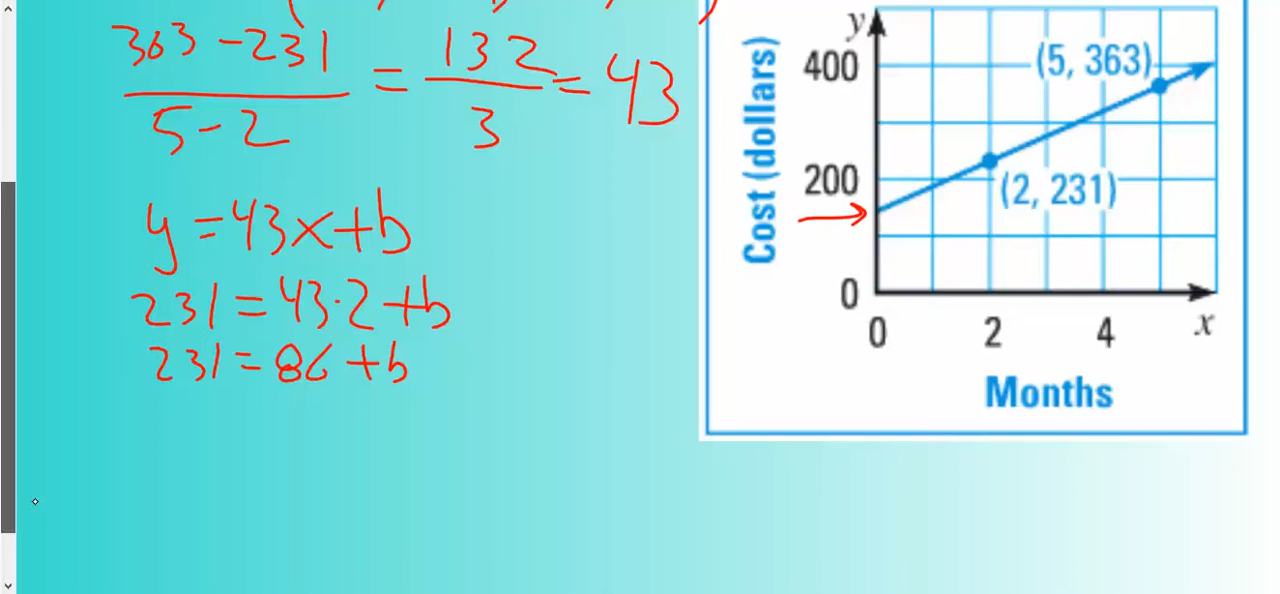 363 - 231 / 5 - 2 = 132 / 3 = 43
y = 43x + b
231 = 43 · 2 + b
231 = 86 + b
y
Cost (dollars)
400
200
0
(5, 363)
(2, 231)
0 2 4 x
Months